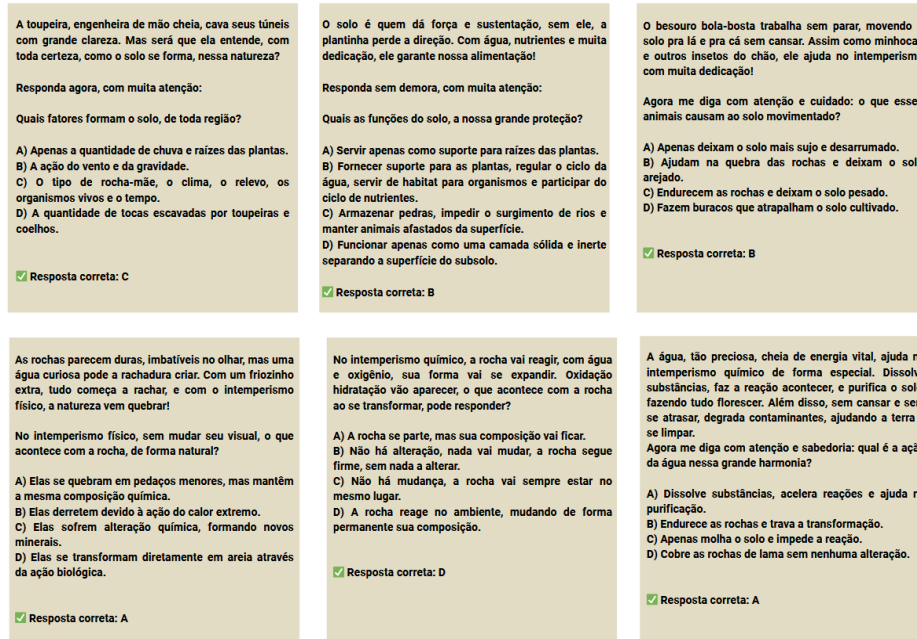 A toupeira, engenheira de mão cheia, cava seus túneis
com grande clareza. Mas será que ela entende, com
toda certeza, como o solo se forma, nessa natureza?
Responda agora, com muita atenção:
Quais fatores formam o solo, de toda região?
A) Apenas a quantidade de chuva e raízes das plantas.
B) A ação do vento e da gravidade.
C) O tipo de rocha-mãe, o clima, o relevo, os
organismos vivos e o tempo.
D) A quantidade de tocas escavadas por toupeiras e
coelhos.
✅ Resposta correta: C
O solo é quem dá força e sustentação, sem ele, a
plantinha perde a direção. Com água, nutrientes e muita
dedicação, ele garante nossa alimentação!
Responda sem demora, com muita atenção:
Quais as funções do solo, a nossa grande proteção?
A) Servir apenas como suporte para raízes das plantas.
B) Fornecer suporte para as plantas, regular o ciclo da
água, servir de habitat para organismos e participar do
ciclo de nutrientes.
C) Armazenar pedras, impedir o surgimento de rios e
manter animais afastados da superfície.
D) Funcionar apenas como uma camada sólida e inerte
separando a superfície do subsolo.
✅ Resposta correta: B
O besouro bola-bosta trabalha sem parar, movendo
solo pra lá e pra cá sem cansar. Assim como
e outros insetos do chão, ele ajuda no
com muita dedicação!
Agora me diga com atenção e cuidado: o que
animais causam ao solo movimentado?
A) Apenas deixam o solo mais sujo e desarrumado.
B) Ajudam na quebra das rochas e deixam o
arejado.
C) Endurecem as rochas e deixam o solo pesado.
D) Fazem buracos que atrapalham o solo cultivado.
✅ Resposta correta: B
As rochas parecem duras, imbatíveis no olhar, mas uma
água curiosa pode a rachadura criar. Com um friozinho
extra, tudo começa a rachar, e com o intemperismo
físico, a natureza vem quebrar!
No intemperismo físico, sem mudar seu visual, o que
acontece com a rocha, de forma natural?
A) Elas se quebram em pedaços menores, mas mantêm
a mesma composição química.
B) Elas derretem devido à ação do calor extremo.
C) Elas sofrem alteração química, formando novos
minerais.
D) Elas se transformam diretamente em areia através
da ação biológica.
✅ Resposta correta: A
No intemperismo químico, a rocha vai reagir, com água
e oxigênio, sua forma vai se expandir. Oxidação
hidratação vão aparecer, o que acontece com a rocha
ao se transformar, pode responder?
A) A rocha se parte, mas sua composição vai ficar.
B) Não há alteração, nada vai mudar, a rocha segue
firme, sem nada a alterar.
C) Não há mudança, a rocha vai sempre estar no
mesmo lugar.
D) A rocha reage no ambiente, mudando de forma
permanente sua composição.
✅ Resposta correta: D
A água, tão preciosa, cheia de energia vital, ajuda
intemperismo químico de forma especial.
substâncias, faz a reação acontecer, e purifica o
fazendo tudo florescer. Além disso, sem cansar e
se atrasar, degrada contaminantes, ajudando a terra
se limpar.
Agora me diga com atenção e sabedoria: qual é a
da água nessa grande harmonia?
A) Dissolve substâncias, acelera reações e ajuda
purificação.
B) Endurece as rochas e trava a transformação.
C) Apenas molha o solo e impede a reação.
D) Cobre as rochas de lama sem nenhuma alteração.
✅ Resposta correta: A